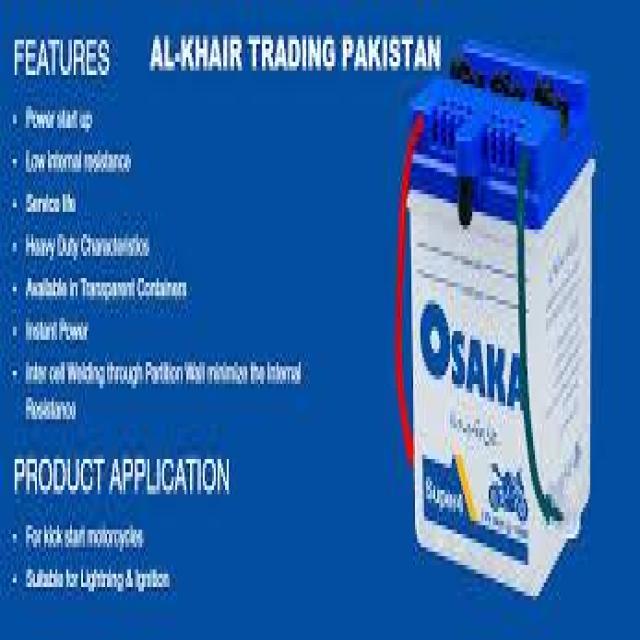 FEATURES
AL-KHAIR TRADING PAKISTAN
Power start up
Low internal resistance
Service life
Heavy Duty Characteristics
Available in Transparent Containers
Instant Power
Inter cell Welding through Partition Wall minimize the Internal
Resistance
PRODUCT APPLICATION
For kick start motorcycles
Suitable for Lightning & Ignition
OSAKA
Super